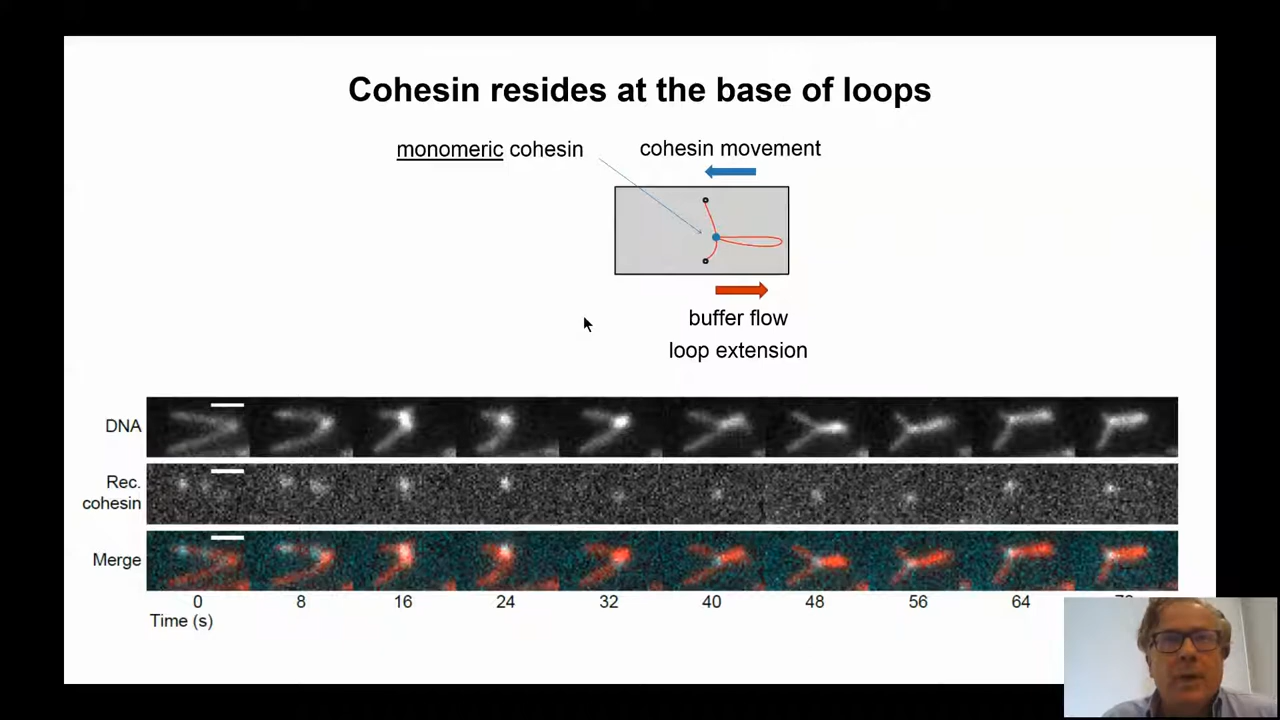 Cohesin resides at the base of loops
monomeric cohesin
cohesin movement
buffer flow
loop extension
DNA
Rec.
cohesin
Merge
0 8 16 24 32 40 48 56 64
Time (s)